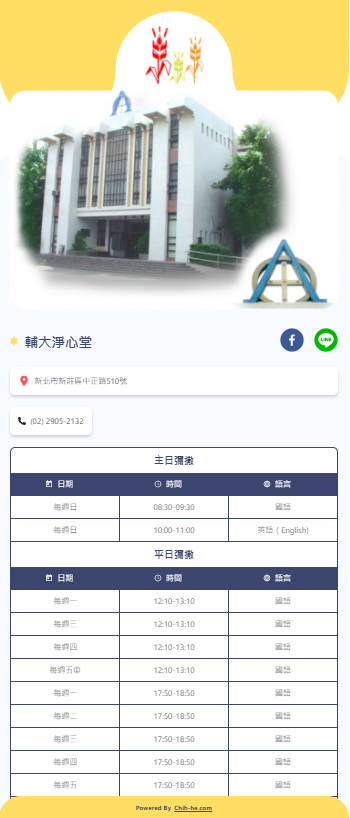 輔大淨心堂
LINE
新北市新莊區中正路510號
(02) 2905-2132
主日彌撒
日期 時間 語言
每週日 08:30-09:30 國語
每週日 10:00-11:00 英語 ( English)
平日彌撒
日期 時間 語言
每週一 12:10-13:10 國語
每週三 12:10-13:10 國語
每週四 12:10-13:10 國語
每週五 12:10-13:10 國語
每週一 17:50-18:50 國語
每週二 17:50-18:50 國語
每週三 17:50-18:50 國語
每週四 17:50-18:50 國語
每週五 17:50-18:50 國語
Powered By Chih-he.com